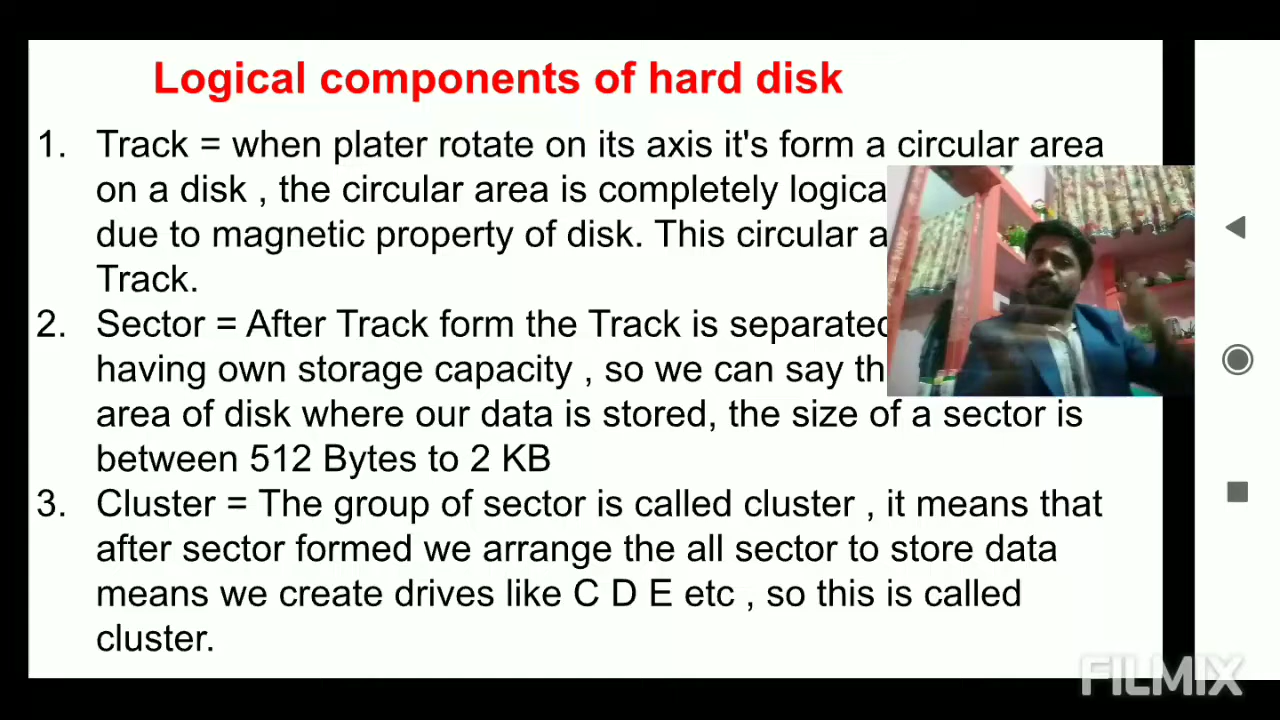 Logical components of hard disk
1. Track = when plater rotate on its axis it's form a circular area
on a disk , the circular area is completely logica
due to magnetic property of disk. This circular a
Track.
2. Sector = After Track form the Track is separated
having own storage capacity , so we can say th
area of disk where our data is stored, the size of a sector is
between 512 Bytes to 2 KB
3. Cluster = The group of sector is called cluster , it means that
after sector formed we arrange the all sector to store data
means we create drives like C D E etc , so this is called
cluster.
FILMIX